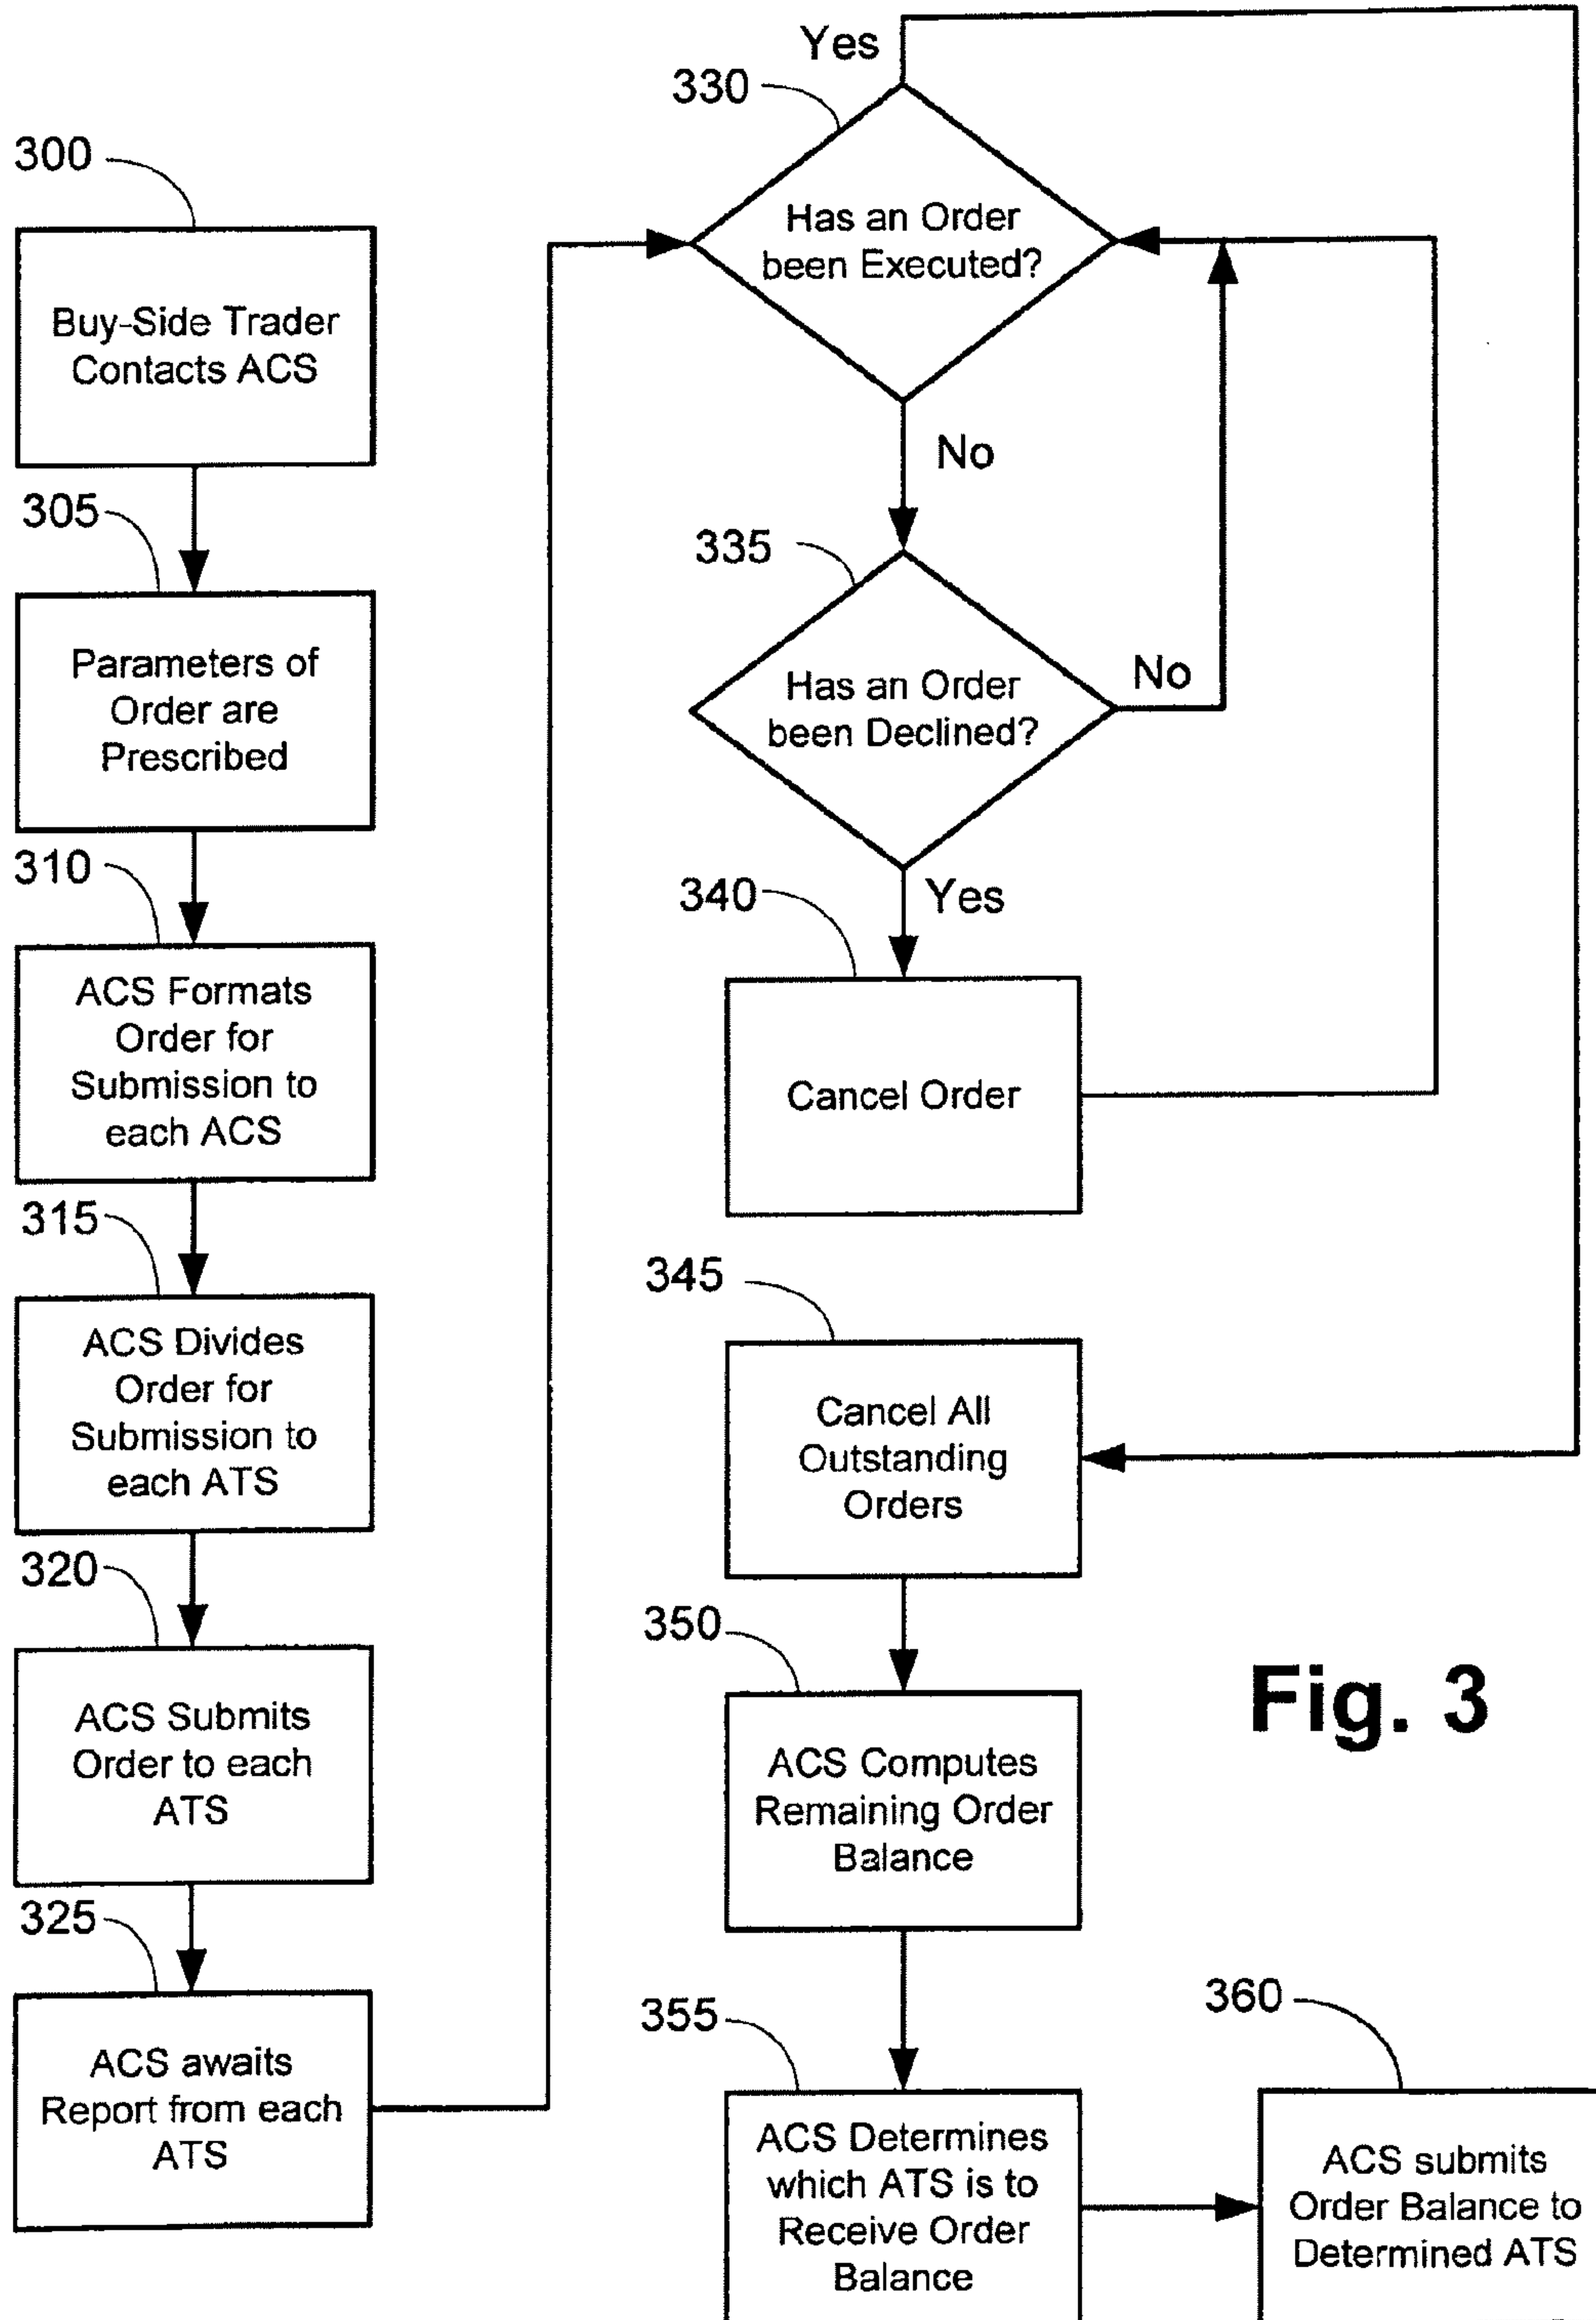 300
Buy-Side Trader
Contacts ACS
305
Parameters of
Order are
Prescribed
310
ACS Formats
Order for
Submission to
each ACS
315
ACS Divides
Order for
Submission to
each ATS
320
ACS Submits
Order to each
ATS
325
ACS awaits
Report from each
ATS
Yes
330
Has an Order
been Executed?
No
335
Has an Order
been Declined?
No
Yes
340
Cancel Order
345
Cancel All
Outstanding
Orders
350
ACS Computes
Remaining Order
Balance
355
ACS Determines
which ATS is to
Receive Order
Balance
360
ACS submits
Order Balance to
Determined ATS
Fig. 3